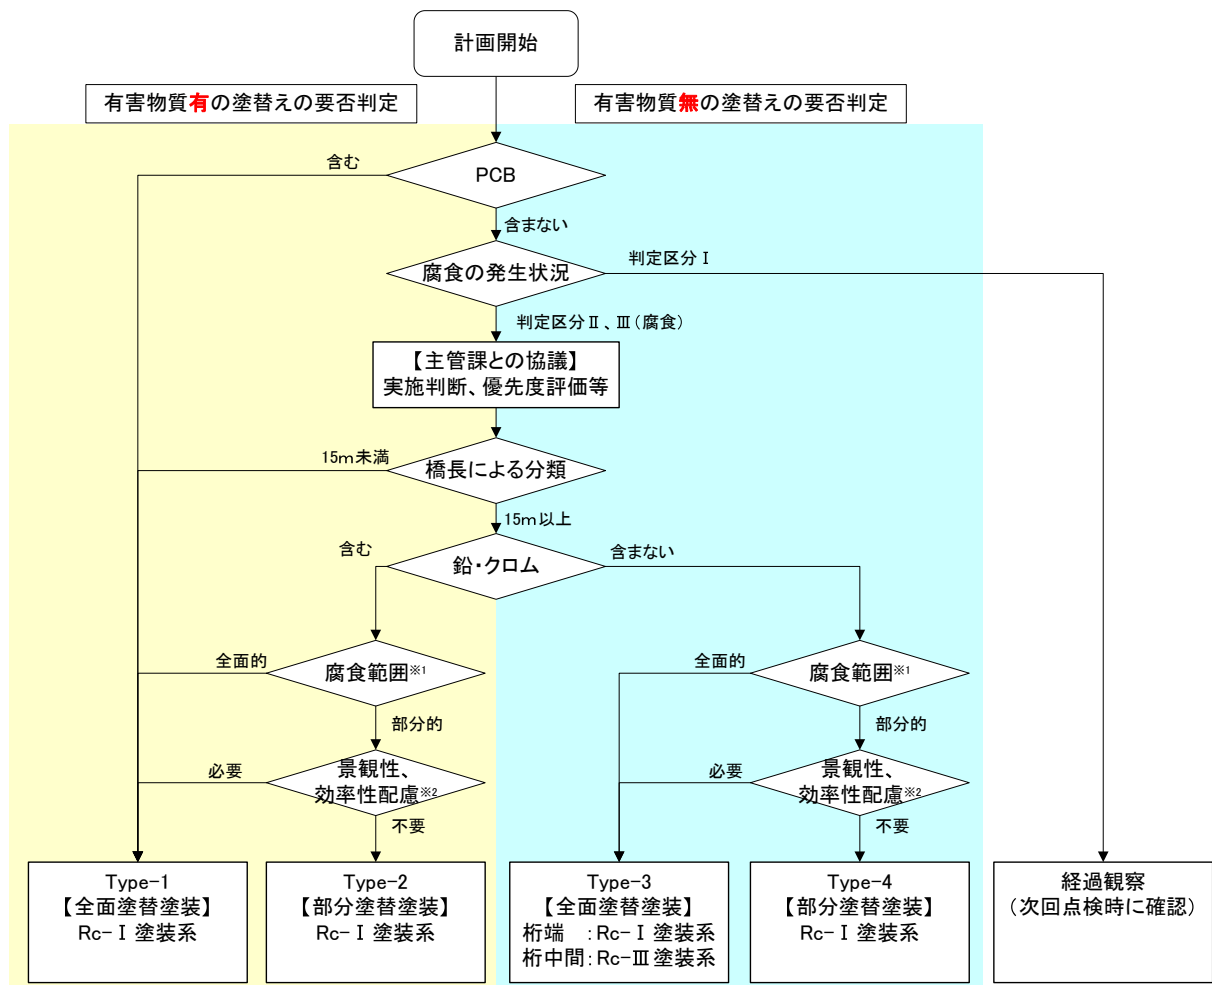 計画開始
有害物質有の塗替えの要否判定
有害物質無の塗替えの要否判定
含む
PCB
含まない
腐食の発生状況
判定区分Ⅰ
判定区分Ⅱ、Ⅲ(腐食)
【主管課との協議】
実施判断、優先度評価等
15m未満
橋長による分類
15m以上
含む
鉛・クロム
含まない
全面的
腐食範囲※1
部分的
必要
景観性、
効率性配慮※2
不要
全面的
腐食範囲※1
部分的
必要
景観性、
効率性配慮※2
不要
Type-1
【全面塗替塗装】
Rc-Ⅰ塗装系
Type-2
【部分塗替塗装】
Rc-Ⅰ塗装系
Type-3
【全面塗替塗装】
桁端　:Rc-Ⅰ塗装系
桁中間:Rc-Ⅲ塗装系
Type-4
【部分塗替塗装】
Rc-Ⅰ塗装系
経過観察
(次回点検時に確認)